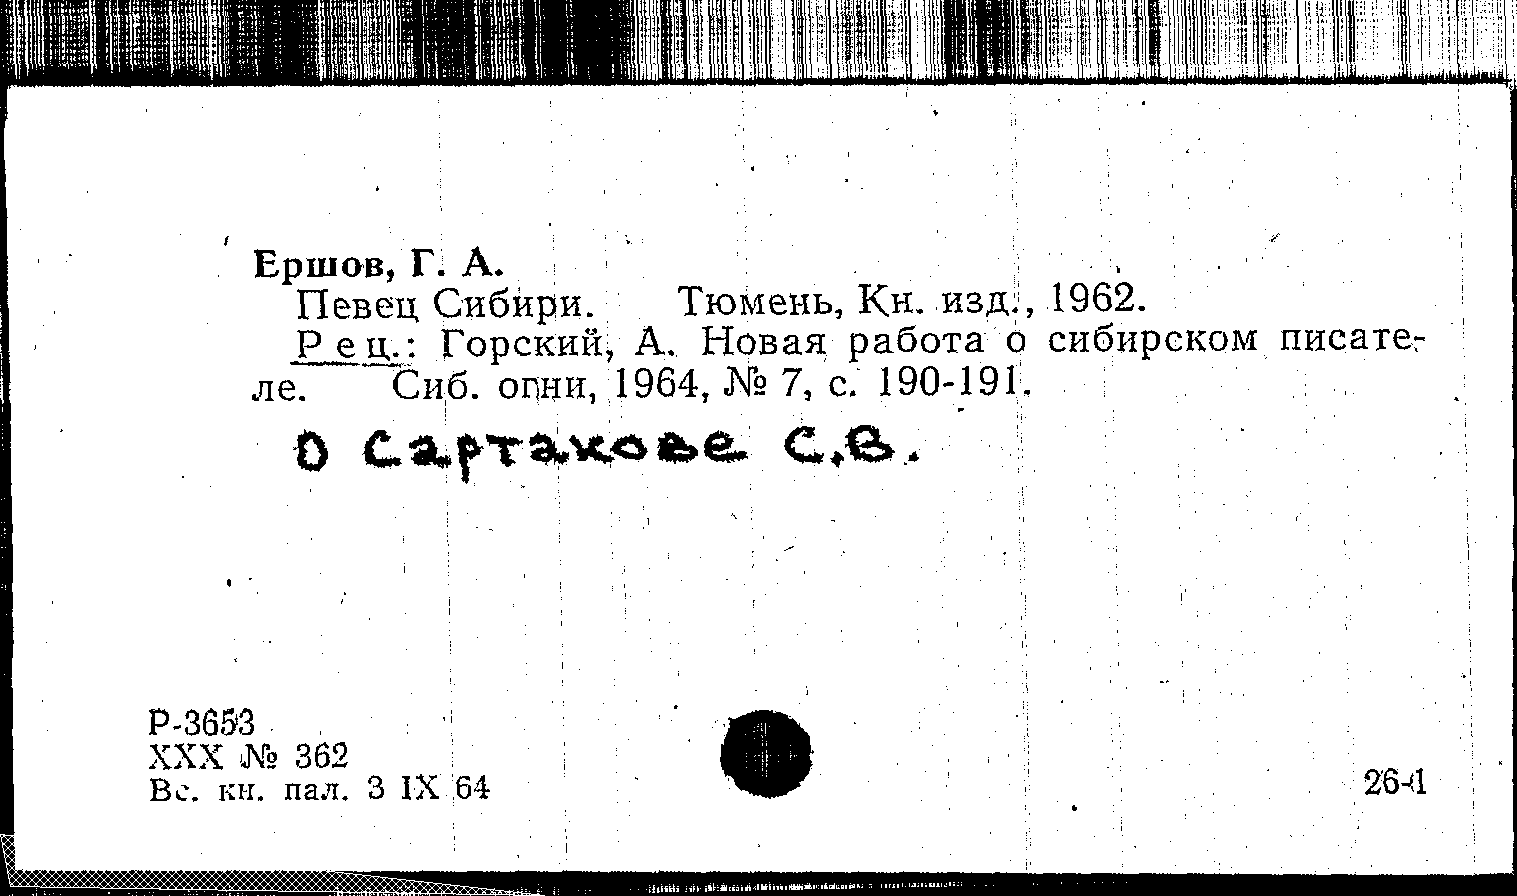 Ершов, Г. А.
Певец Сибири. Тюмень, Кн. изд., 1962.
Рец.: Горский, А. Новая работа о сибирском писате-
ле. Сиб. огни, 1964, № 7, с. 190-191.
О Сартакове С.В.
Р-3653
XXX № 362
Вс. кн. пал. 3 IX 64
26-1